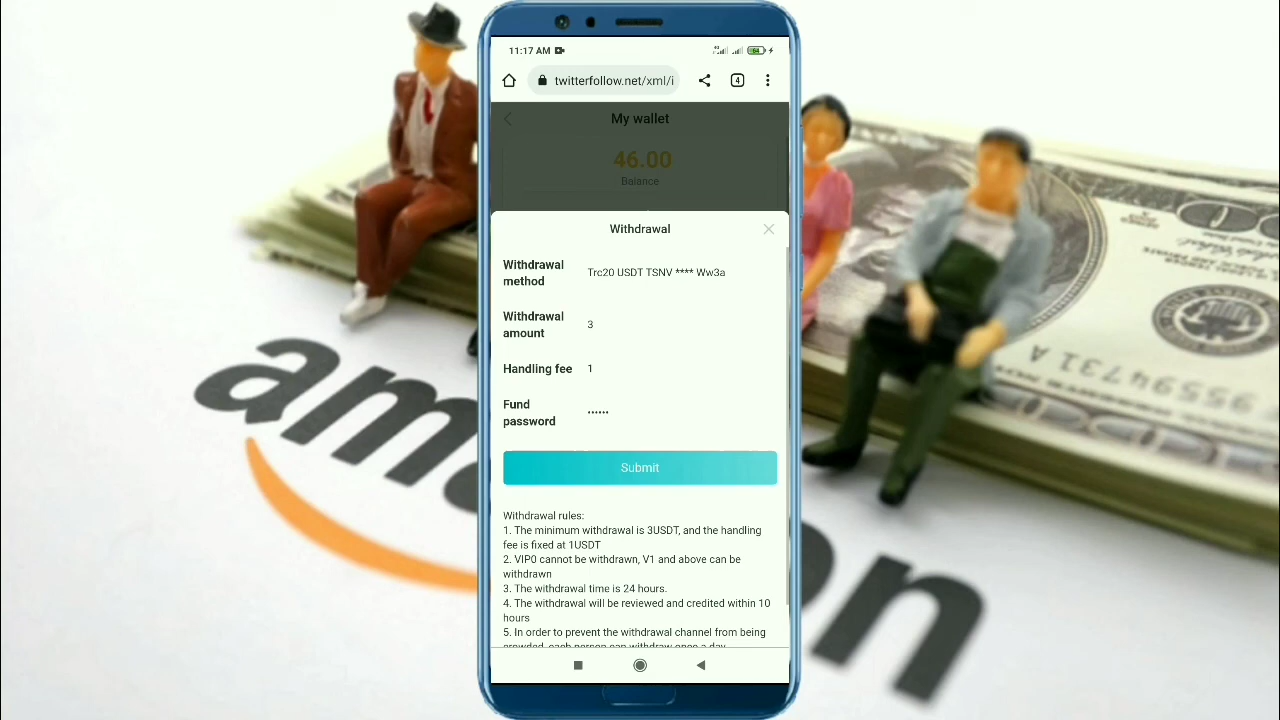 11:17 AM
64
twitterfollow.net/xml/i
4
My wallet
46.00
Balance
Withdrawal
Withdrawal
method
Trc20 USDT TSNV **** Ww3a
Withdrawal
amount
3
Handling fee
1
Fund
password
••••••
Submit
Withdrawal rules:
1. The minimum withdrawal is 3USDT, and the handling
fee is fixed at 1USDT
2. VIP0 cannot be withdrawn, V1 and above can be
withdrawn
3. The withdrawal time is 24 hours.
4. The withdrawal will be reviewed and credited within 10
hours
5. In order to prevent the withdrawal channel from being
crowded, each person can withdraw once a day
am
on